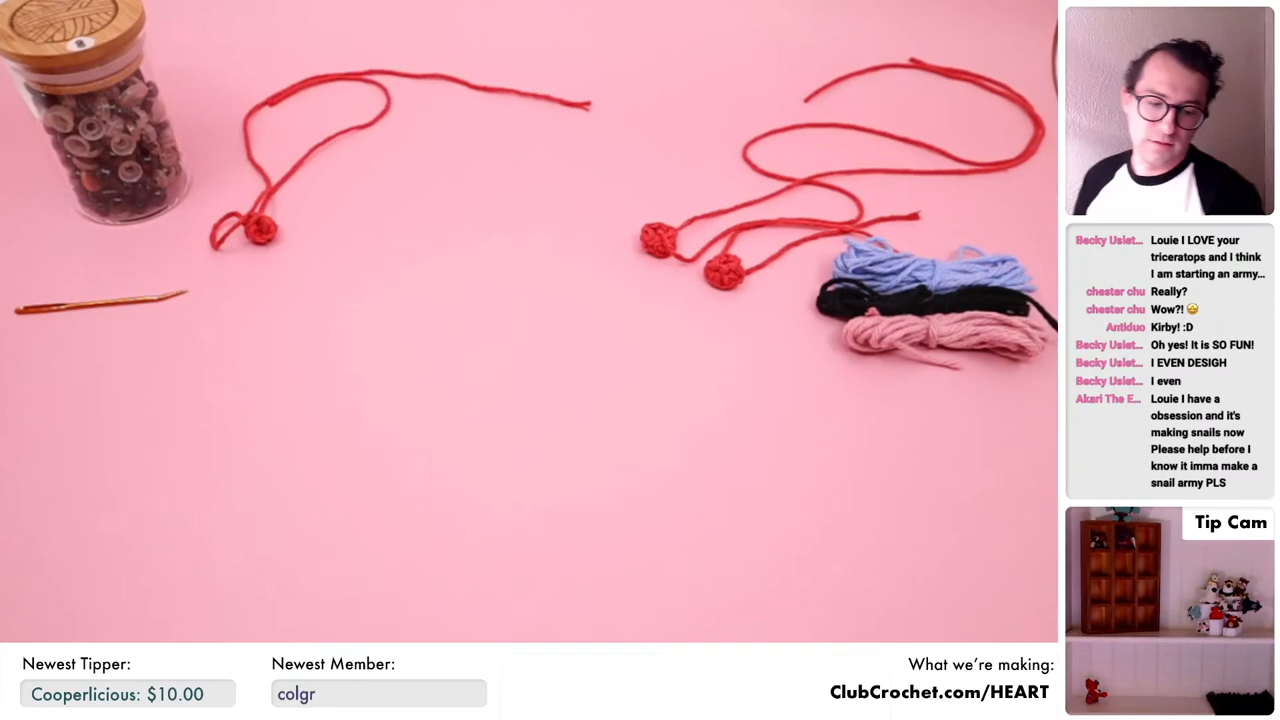 Becky Uslet... Louie I LOVE your
triceratops and I think
I am starting an army...
chester chu Really?
chester chu Wow?! 🤩
Antiduo Kirby! :D
Becky Uslet... Oh yes! It is SO FUN!
Becky Uslet... I EVEN DESIGH
Becky Uslet... I even
Akari The E... Louie I have a
obsession and it's
making snails now
Please help before I
know it imma make a
snail army PLS
Tip Cam
Newest Tipper:
Cooperlicious: $10.00
Newest Member:
colgr
What we're making:
ClubCrochet.com/HEART